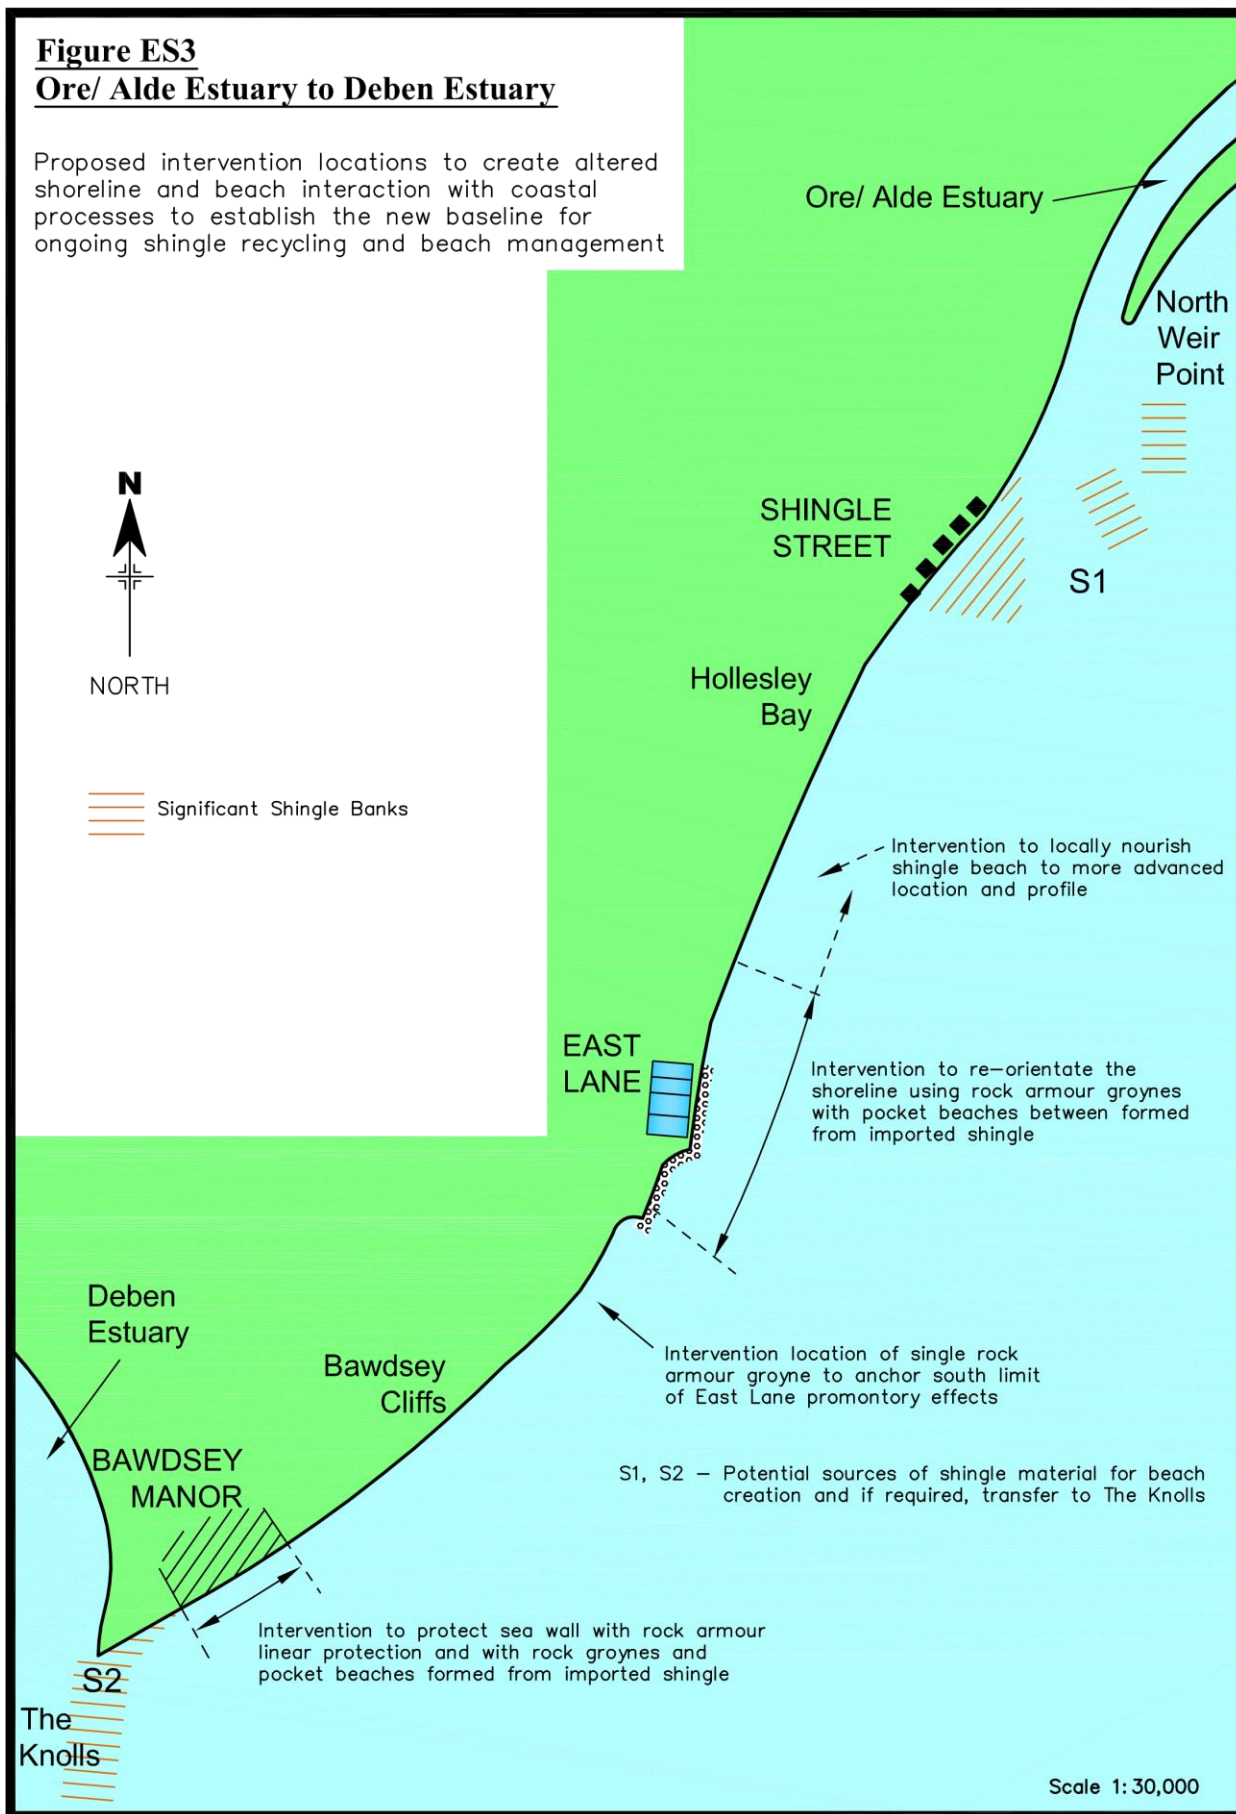 Figure ES3
Ore/ Alde Estuary to Deben Estuary
Proposed intervention locations to create altered
shoreline and beach interaction with coastal
processes to establish the new baseline for
ongoing shingle recycling and beach management
Ore/ Alde Estuary
North
Weir
Point
N
NORTH
SHINGLE
STREET
S1
Hollesley
Bay
Significant Shingle Banks
Intervention to locally nourish
shingle beach to more advanced
location and profile
EAST
LANE
Intervention to re-orientate the
shoreline using rock armour groynes
with pocket beaches between formed
from imported shingle
Deben
Estuary
Bawdsey
Cliffs
Intervention location of single rock
armour groyne to anchor south limit
of East Lane promontory effects
BAWDSEY
MANOR
S1, S2 - Potential sources of shingle material for beach
creation and if required, transfer to The Knolls
Intervention to protect sea wall with rock armour
linear protection and with rock groynes and
pocket beaches formed from imported shingle
S2
The
Knolls
Scale 1:30,000